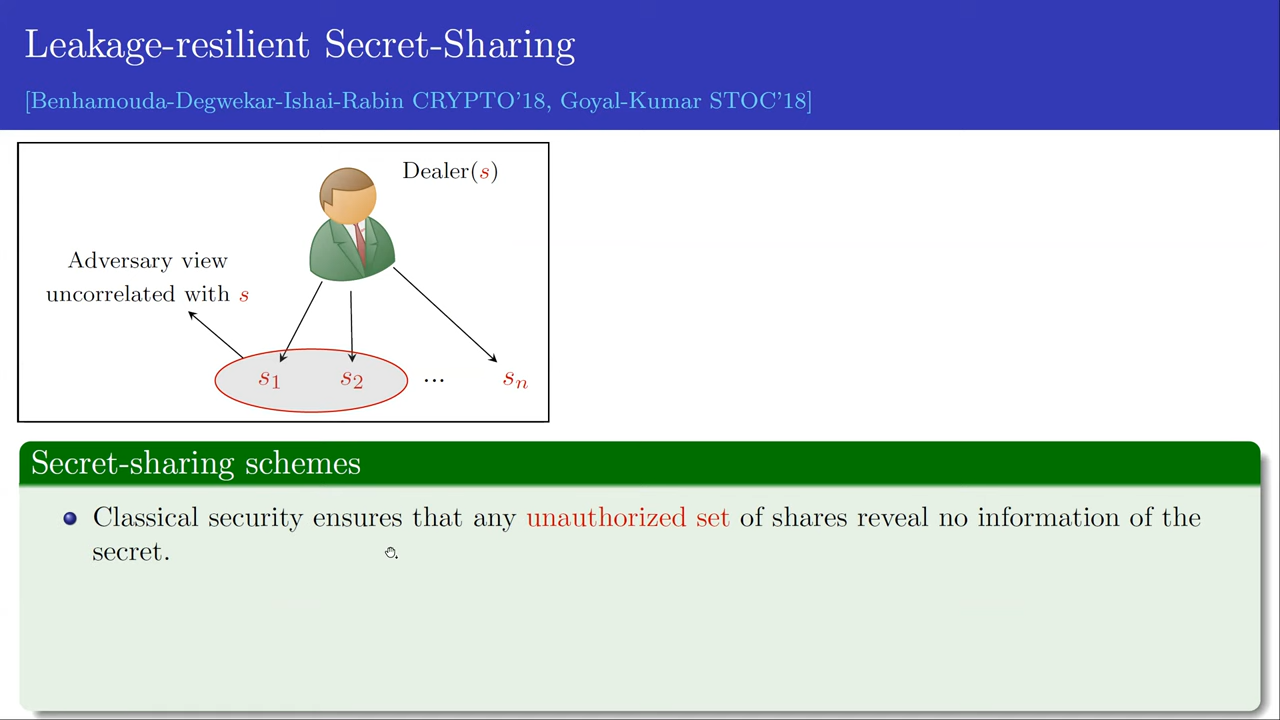 Leakage-resilient Secret-Sharing
[Benhamouda-Degwekar-Ishai-Rabin CRYPTO'18, Goyal-Kumar STOC'18]
Dealer(s)
Adversary view
uncorrelated with s
s₁ s₂ ... sₙ
Secret-sharing schemes
Classical security ensures that any unauthorized set of shares reveal no information of the
secret.